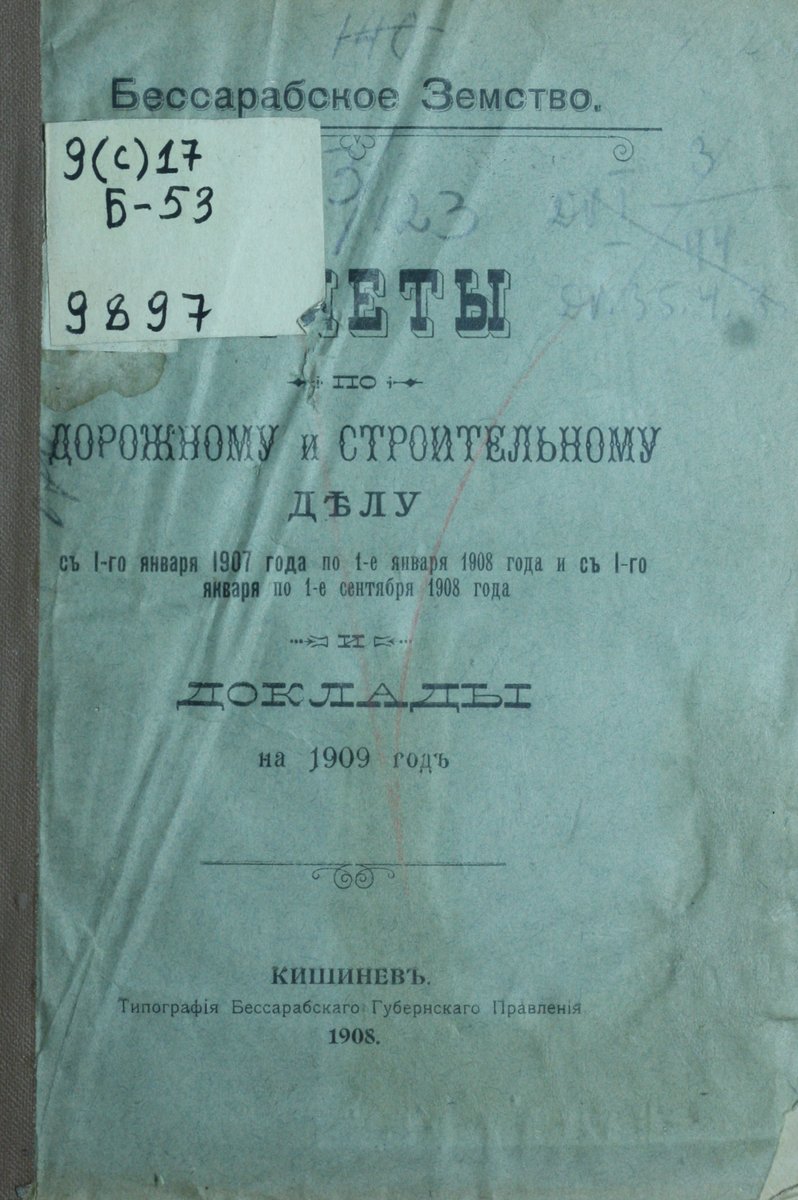 Бессарабское Земство.
9(с)17
Б-53
9897
ЧЕТЫ
по
ДОРОЖНОМУ и СТРОИТЕЛЬНОМУ
ДѢЛУ
съ 1-го января 1907 года по 1-е января 1908 года и съ 1-го
января по 1-е сентября 1908 года
И
ДОКЛАДЫ
на 1909 годъ
КИШИНЕВЪ.
Типографія Бессарабскаго Губернскаго Правленія
1908.